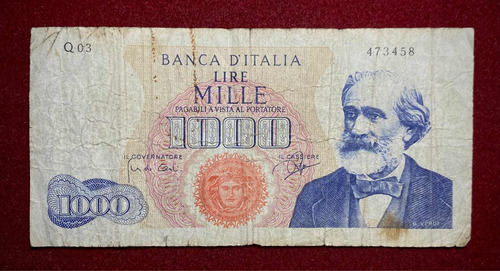 Q 03
473458
BANCA D'ITALIA
LIRE
MILLE
PAGABILI A VISTA AL PORTATORE
1000
IL GOVERNATORE
IL CASSIERE
1000
G. VERDI